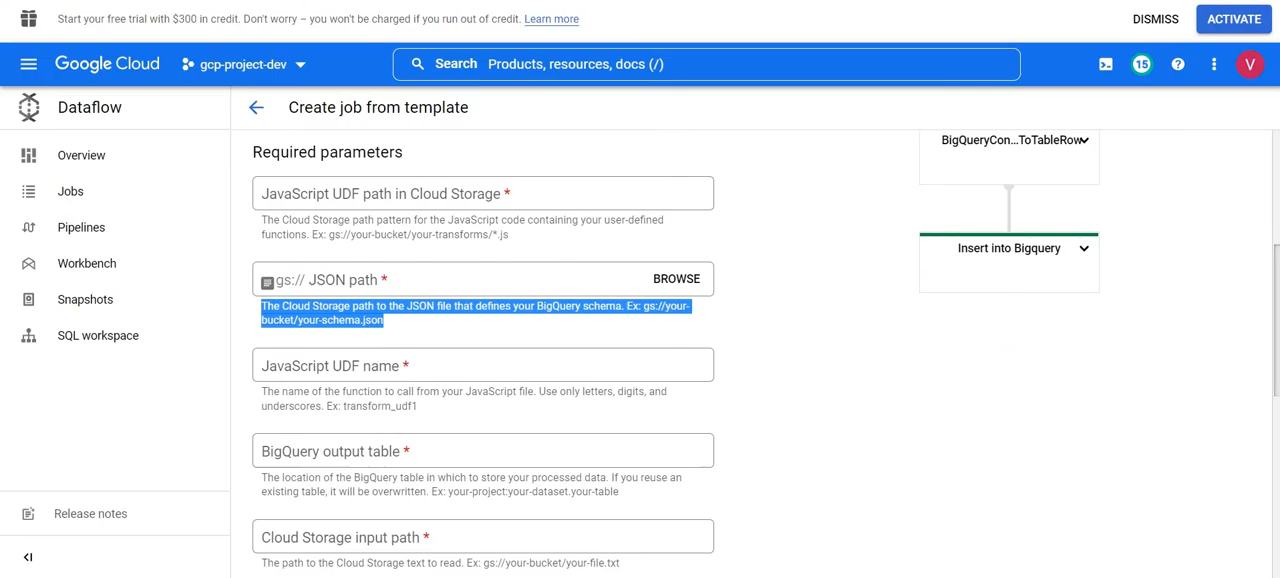 Start your free trial with $300 in credit. Don't worry – you won't be charged if you run out of credit. Learn more
DISMISS
ACTIVATE
Google Cloud
gcp-project-dev
Search Products, resources, docs (/)
15
V
Dataflow
Create job from template
Overview
Jobs
Pipelines
Workbench
Snapshots
SQL workspace
Release notes
Required parameters
JavaScript UDF path in Cloud Storage *
The Cloud Storage path pattern for the JavaScript code containing your user-defined
functions. Ex: gs://your-bucket/your-transforms/*.js
gs:// JSON path *
BROWSE
The Cloud Storage path to the JSON file that defines your BigQuery schema. Ex: gs://your-
bucket/your-schema.json
JavaScript UDF name *
The name of the function to call from your JavaScript file. Use only letters, digits, and
underscores. Ex: transform_udf1
BigQuery output table *
The location of the BigQuery table in which to store your processed data. If you reuse an
existing table, it will be overwritten. Ex: your-project:your-dataset.your-table
Cloud Storage input path *
The path to the Cloud Storage text to read. Ex: gs://your-bucket/your-file.txt
BigQueryCon...ToTableRow
Insert into Bigquery